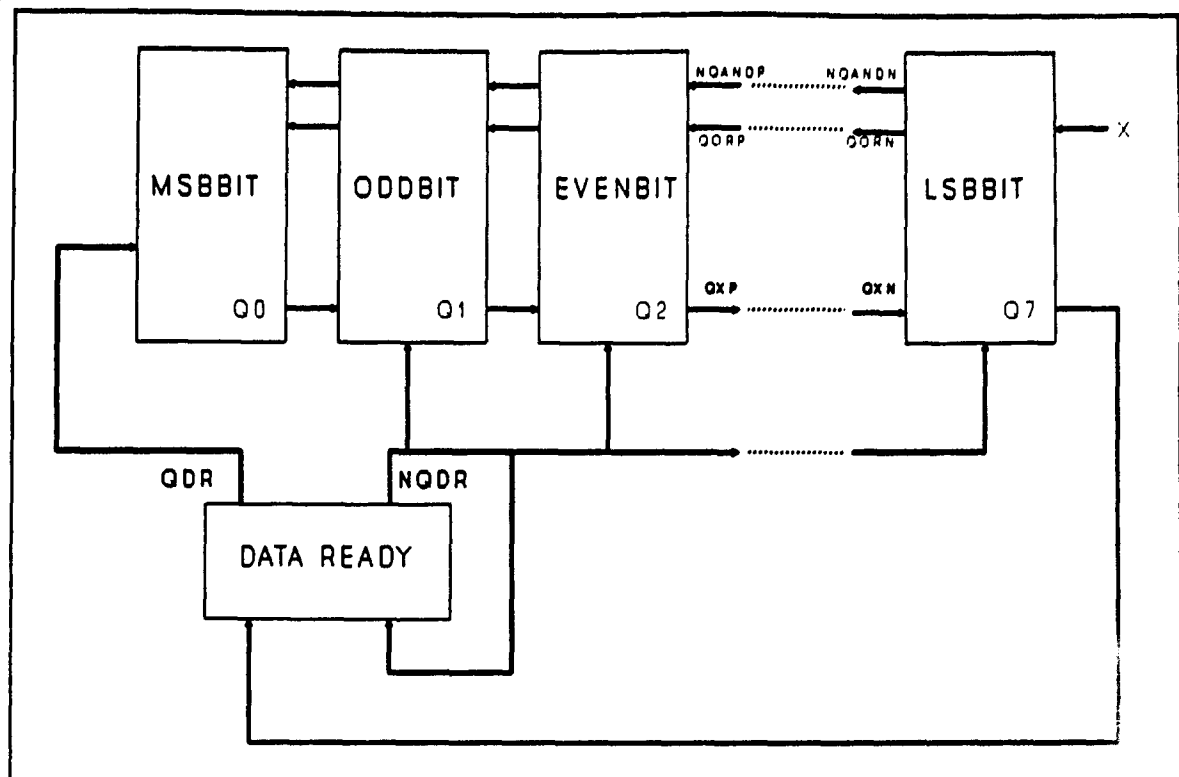 NQANDP NQANDN
QORP QORN
X
MSBBIT ODDBIT EVENBIT LSBBIT
QXP QXN
Q0 Q1 Q2 Q7
QDR NQDR
DATA READY